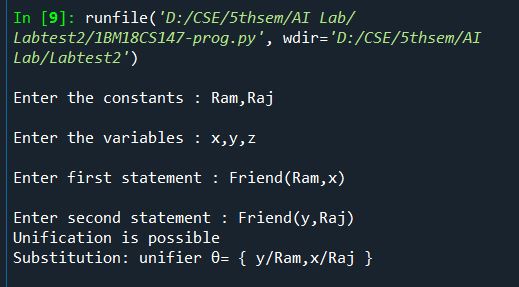 In [9]: runfile('D:/CSE/5thsem/AI Lab/
Labtest2/1BM18CS147-prog.py', wdir='D:/CSE/5thsem/AI
Lab/Labtest2')
Enter the constants : Ram,Raj
Enter the variables : x,y,z
Enter first statement : Friend(Ram,x)
Enter second statement : Friend(y,Raj)
Unification is possible
Substitution: unifier θ= { y/Ram,x/Raj }